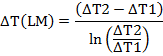 ΔT(LM) = (ΔT2 − ΔT1) / ln(ΔT2 / ΔT1)